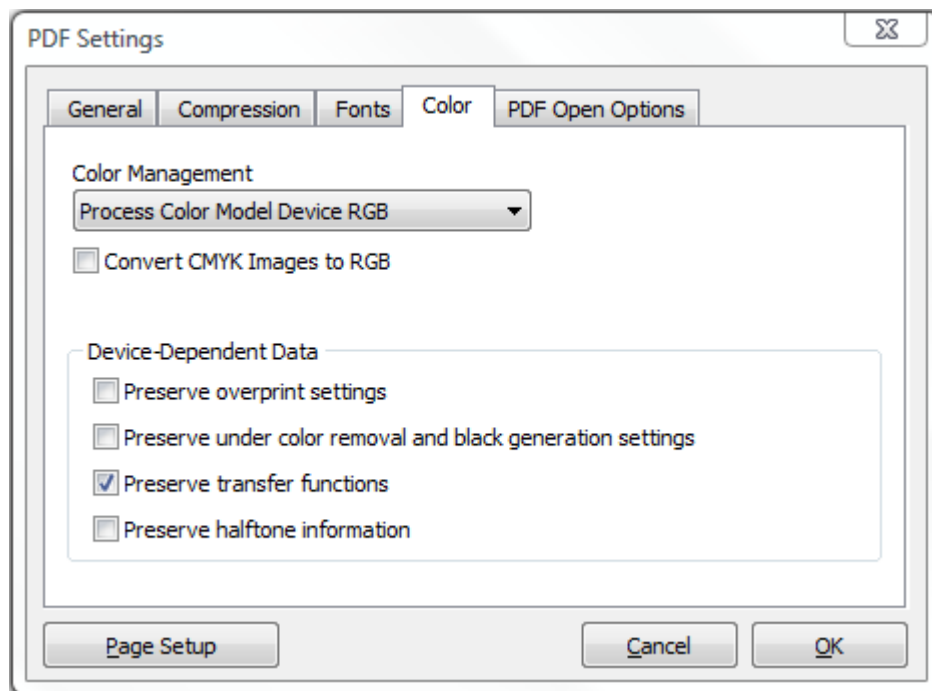 PDF Settings
General Compression Fonts Color PDF Open Options
Color Management
Process Color Model Device RGB
Convert CMYK Images to RGB
Device-Dependent Data
Preserve overprint settings
Preserve under color removal and black generation settings
Preserve transfer functions
Preserve halftone information
Page Setup Cancel OK